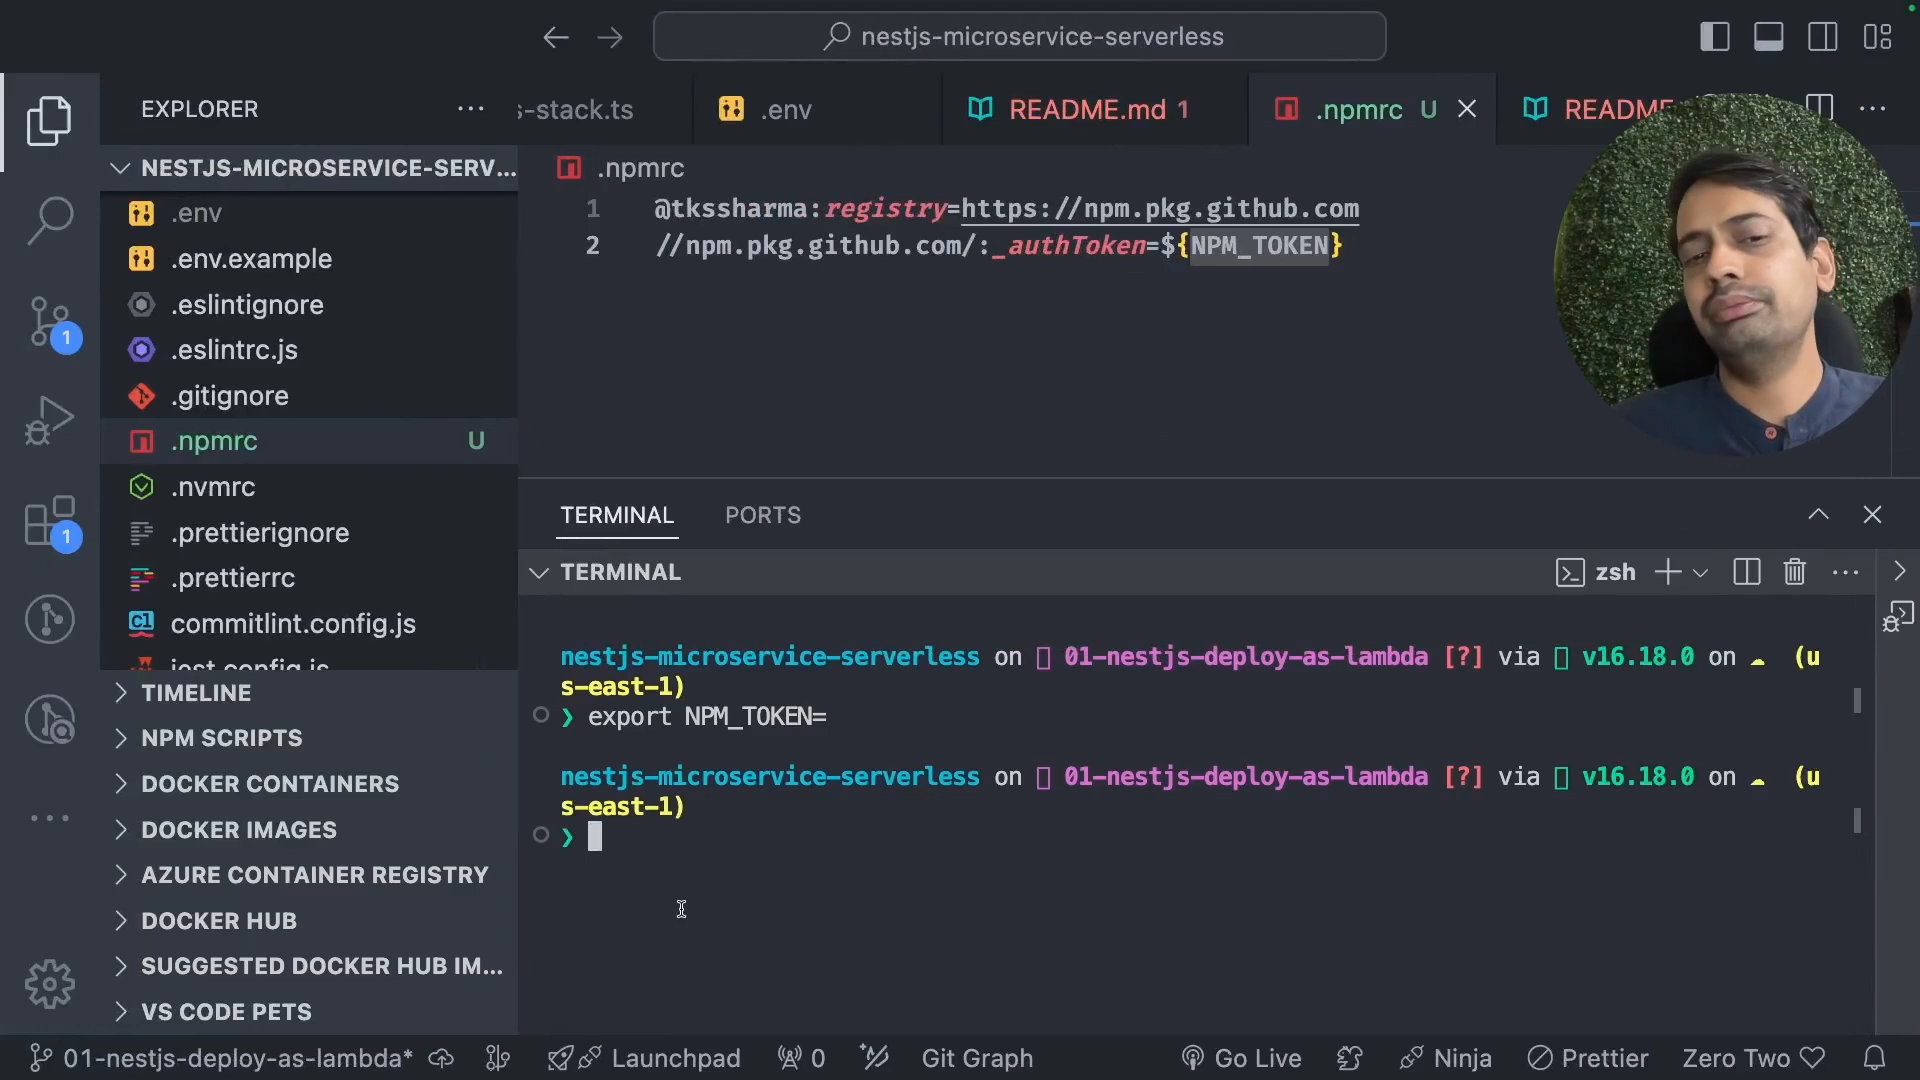 nestjs-microservice-serverless
EXPLORER
s-stack.ts
.env
README.md 1
.npmrc U
README
NESTJS-MICROSERVICE-SERV...
.env
.env.example
.eslintignore
.eslintrc.js
.gitignore
.npmrc U
.nvmrc
.prettierignore
.prettierrc
commitlint.config.js
jest.config.js
TIMELINE
NPM SCRIPTS
DOCKER CONTAINERS
DOCKER IMAGES
AZURE CONTAINER REGISTRY
DOCKER HUB
SUGGESTED DOCKER HUB IM...
VS CODE PETS
.npmrc
1 @tkssharma:registry=https://npm.pkg.github.com
2 //npm.pkg.github.com/:_authToken=${NPM_TOKEN}
TERMINAL PORTS
TERMINAL
zsh
nestjs-microservice-serverless on 01-nestjs-deploy-as-lambda [?] via v16.18.0 on (u
s-east-1)
❯ export NPM_TOKEN=
nestjs-microservice-serverless on 01-nestjs-deploy-as-lambda [?] via v16.18.0 on (u
s-east-1)
❯
1
1
01-nestjs-deploy-as-lambda* Launchpad 0 Git Graph Go Live Ninja Prettier Zero Two